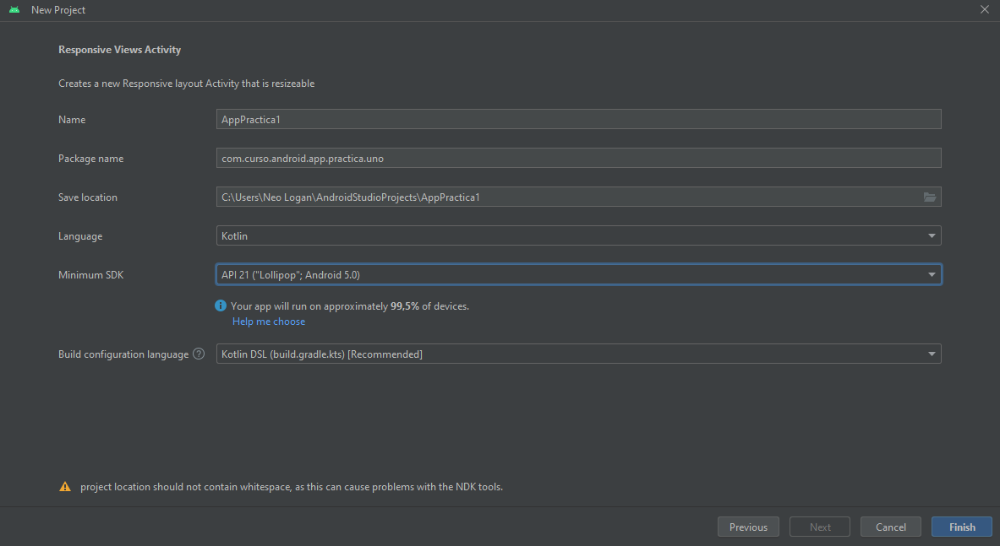 New Project
Responsive Views Activity
Creates a new Responsive layout Activity that is resizeable
Name AppPractica1
Package name com.curso.android.app.practica.uno
Save location C:\Users\Neo Logan\AndroidStudioProjects\AppPractica1
Language Kotlin
Minimum SDK API 21 ("Lollipop"; Android 5.0)
Your app will run on approximately 99,5% of devices.
Help me choose
Build configuration language ? Kotlin DSL (build.gradle.kts) [Recommended]
project location should not contain whitespace, as this can cause problems with the NDK tools.
Previous Next Cancel Finish